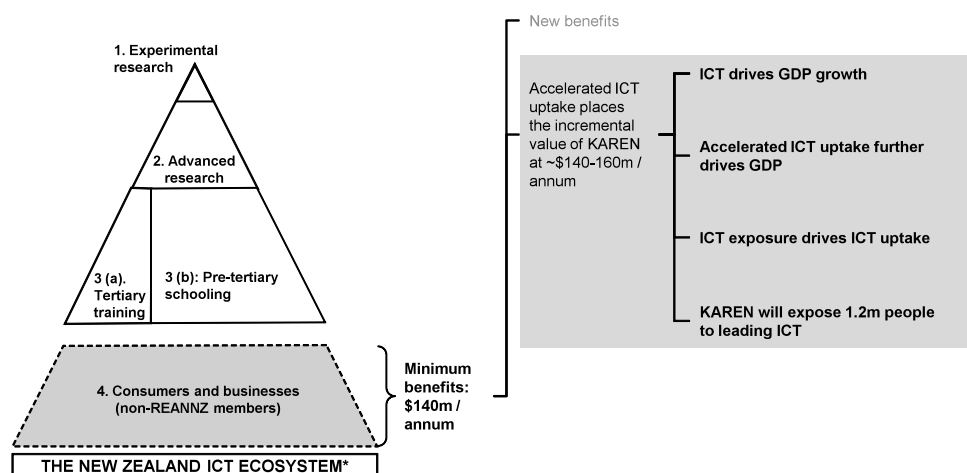 1. Experimental
research
2. Advanced
research
3 (a).
Tertiary
training
3 (b): Pre-tertiary
schooling
4. Consumers and businesses
(non-REANNZ members)
THE NEW ZEALAND ICT ECOSYSTEM*
Minimum
benefits:
$140m /
annum
New benefits
Accelerated ICT
uptake places
the incremental
value of KAREN
at ~$140-160m /
annum
ICT drives GDP growth
Accelerated ICT uptake further
drives GDP
ICT exposure drives ICT uptake
KAREN will expose 1.2m people
to leading ICT